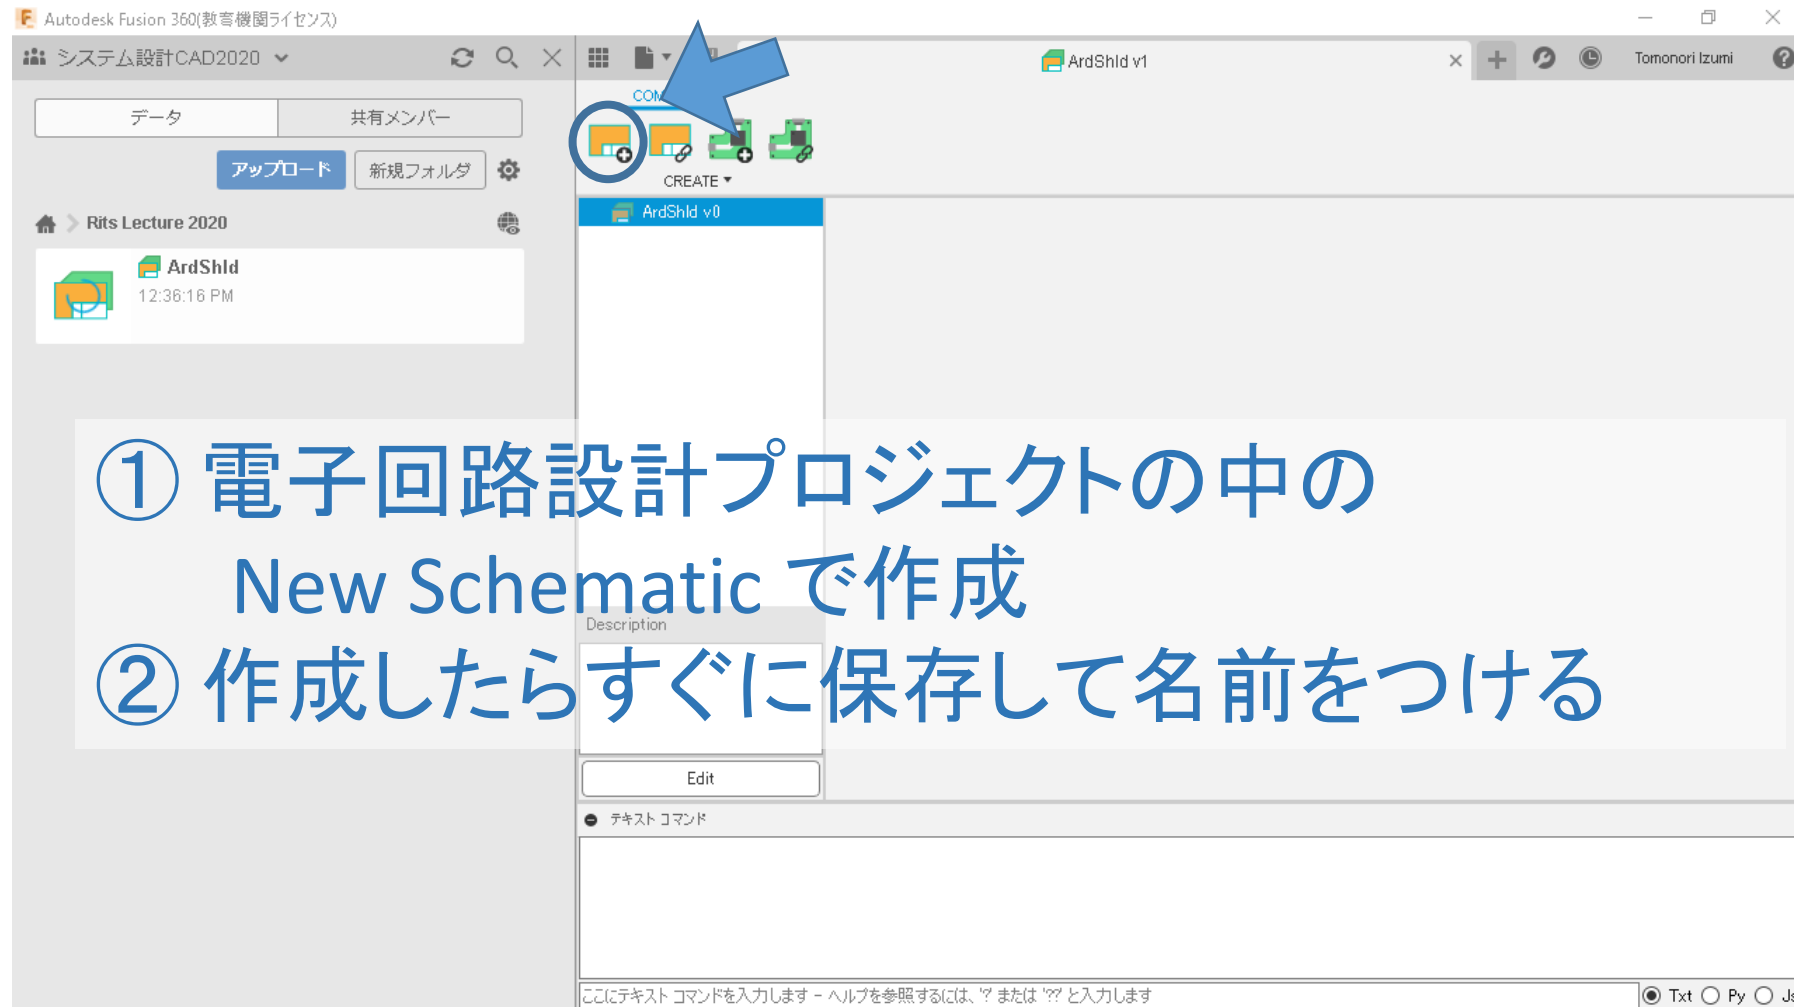 Autodesk Fusion 360(教育機関ライセンス)
システム設計CAD2020
ArdShld v1
Tomonori Izumi
データ
共有メンバー
アップロード
新規フォルダ
CREATE
Rits Lecture 2020
ArdShld v0
ArdShld
12:36:16 PM
① 電子回路設計プロジェクトの中の
New Schematic で作成
Description
② 作成したらすぐに保存して名前をつける
Edit
テキスト コマンド
ここにテキスト コマンドを入力します - ヘルプを参照するには、'?' または '??' と入力します
Txt Py